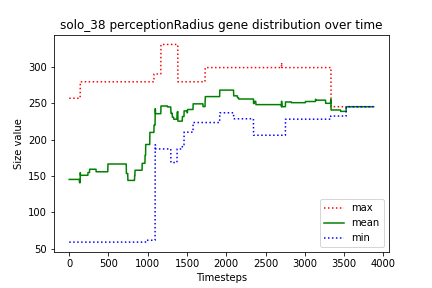 solo_38 perceptionRadius gene distribution over time
Size value
300
250
200
150
100
50
max
mean
min
0
500
1000
1500
2000
2500
3000
3500
4000
Timesteps